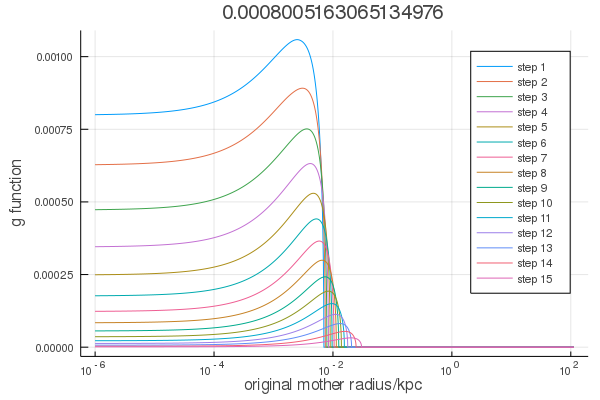 0.0008005163065134976
g function
0.00100
0.00075
0.00050
0.00025
0.00000
step 1
step 2
step 3
step 4
step 5
step 6
step 7
step 8
step 9
step 10
step 11
step 12
step 13
step 14
step 15
10^-6 10^-4 10^-2 10^0 10^2
original mother radius/kpc